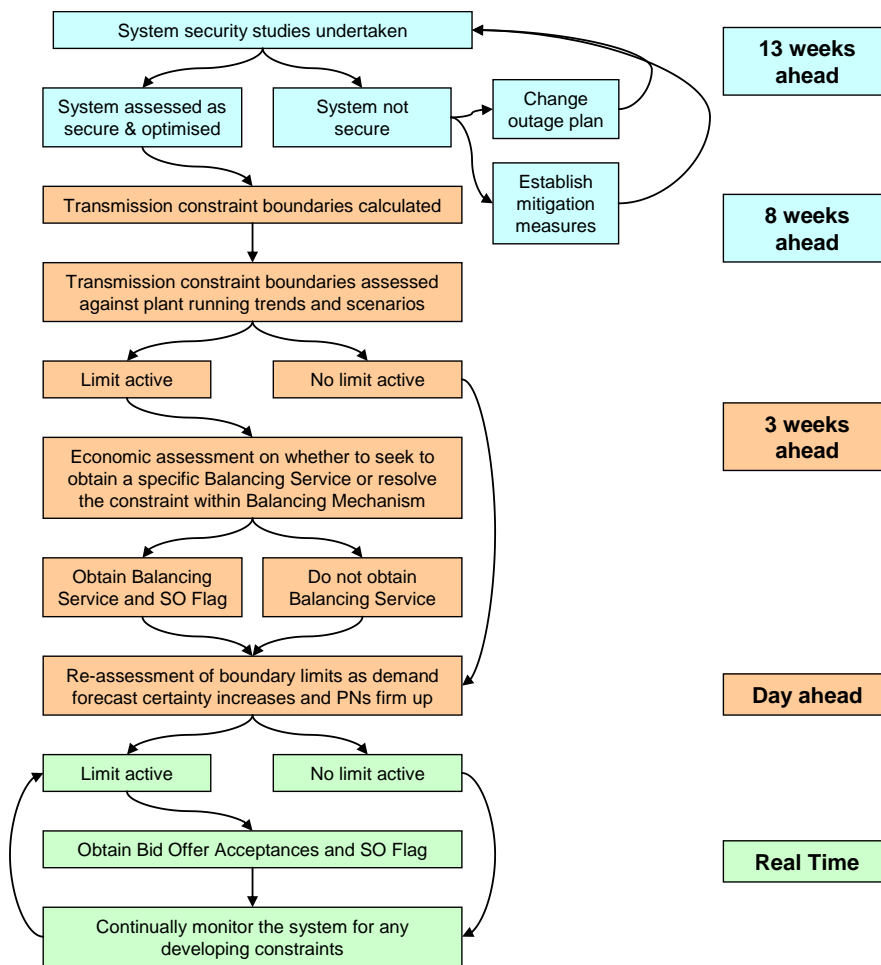 System security studies undertaken
13 weeks
ahead
System assessed as
secure & optimised
System not
secure
Change
outage plan
Establish
mitigation
measures
Transmission constraint boundaries calculated
8 weeks
ahead
Transmission constraint boundaries assessed
against plant running trends and scenarios
Limit active
No limit active
3 weeks
ahead
Economic assessment on whether to seek to
obtain a specific Balancing Service or resolve
the constraint within Balancing Mechanism
Obtain Balancing
Service and SO Flag
Do not obtain
Balancing Service
Re-assessment of boundary limits as demand
forecast certainty increases and PNs firm up
Day ahead
Limit active
No limit active
Obtain Bid Offer Acceptances and SO Flag
Real Time
Continually monitor the system for any
developing constraints